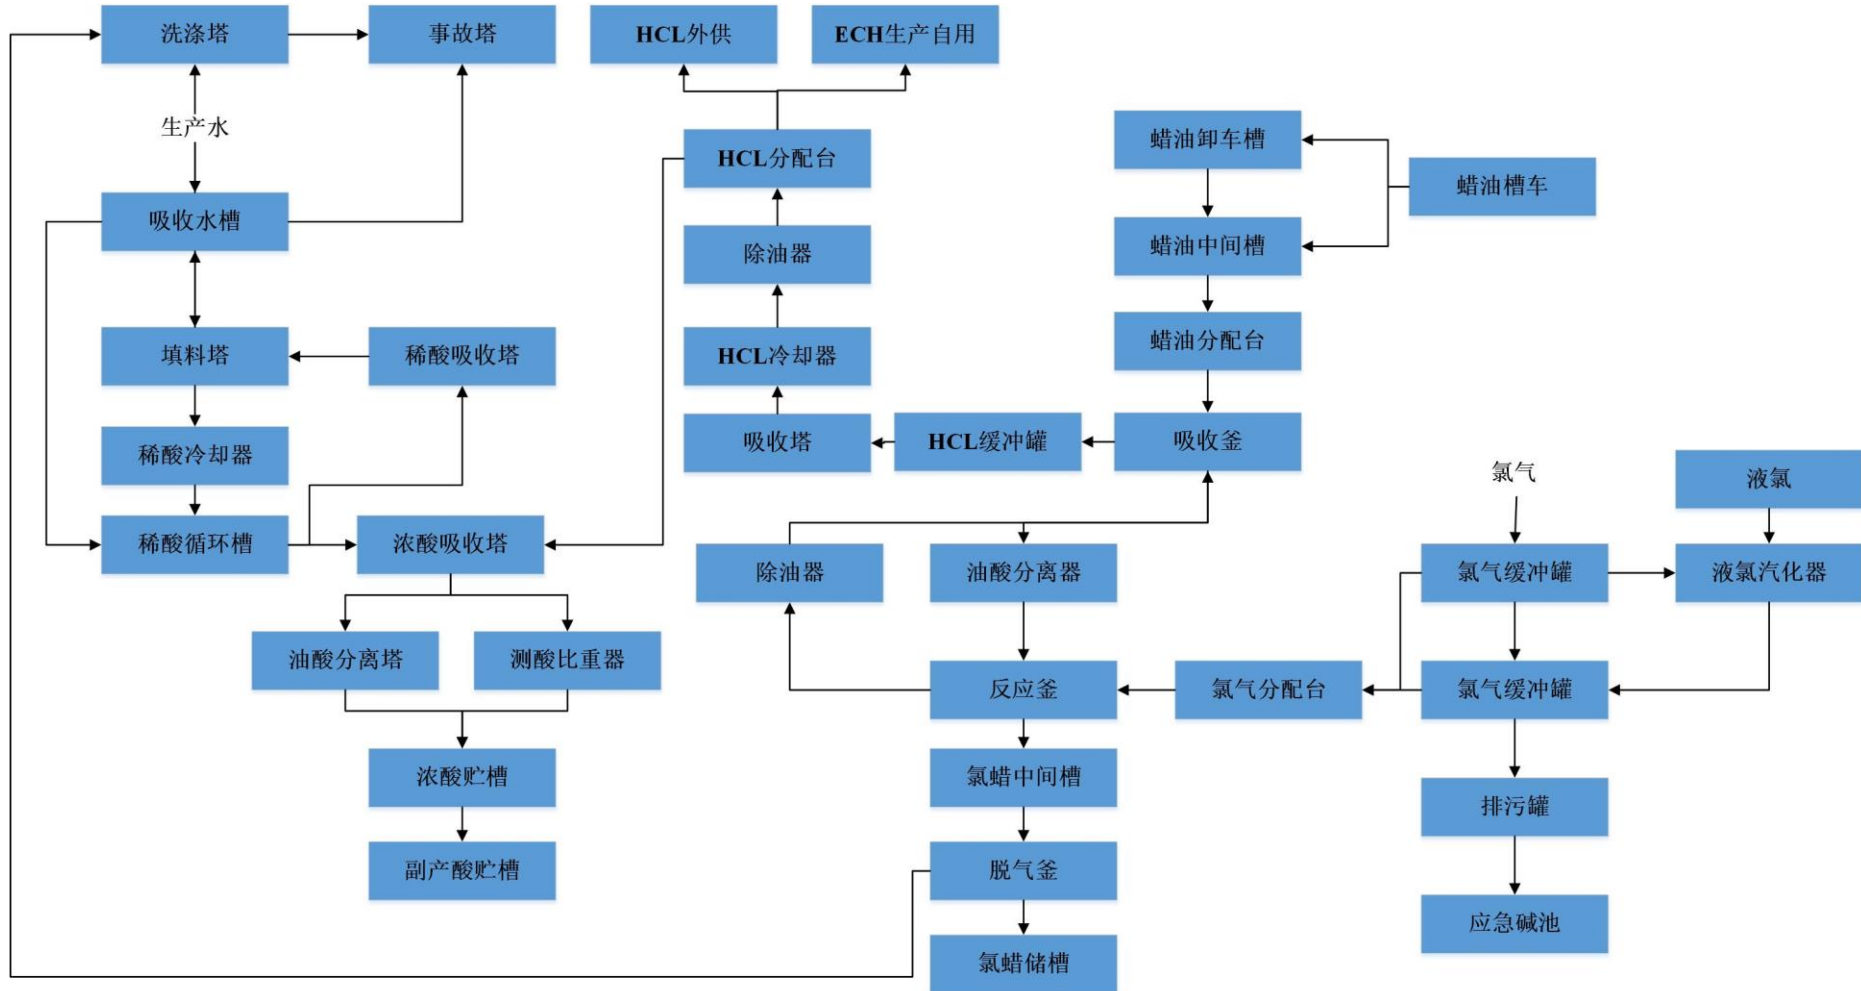 洗涤塔
事故塔
HCL外供
ECH生产自用
生产水
HCL分配台
蜡油卸车槽
蜡油槽车
吸收水槽
除油器
蜡油中间槽
填料塔
稀酸吸收塔
HCL冷却器
蜡油分配台
稀酸冷却器
吸收塔
HCL缓冲罐
吸收釜
氯气
液氯
稀酸循环槽
浓酸吸收塔
除油器
油酸分离器
氯气缓冲罐
液氯汽化器
油酸分离塔
测酸比重器
反应釜
氯气分配台
氯气缓冲罐
浓酸贮槽
氯蜡中间槽
排污罐
副产酸贮槽
脱气釜
应急碱池
氯蜡储槽